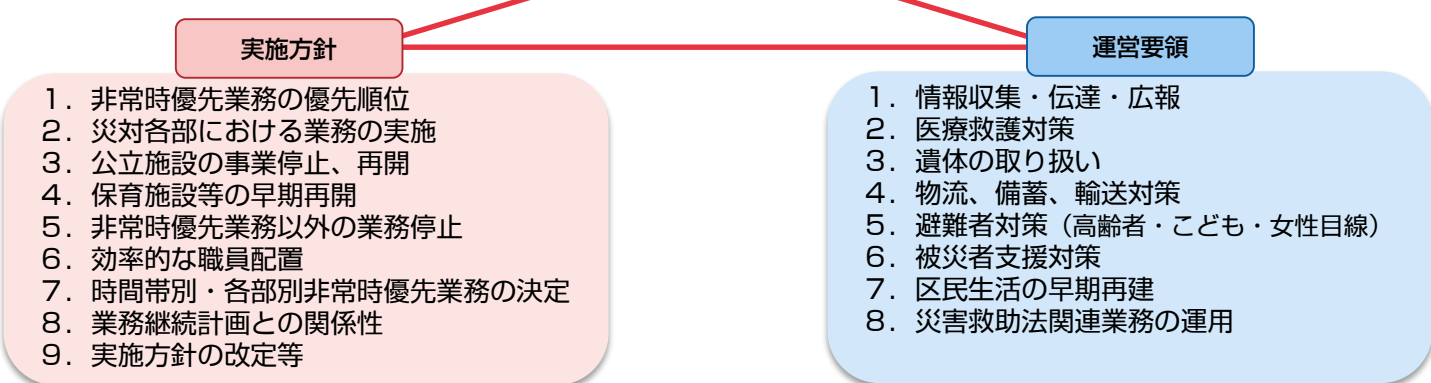 実施方針
１．非常時優先業務の優先順位
２．災対各部における業務の実施
３．公立施設の事業停止、再開
４．保育施設等の早期再開
５．非常時優先業務以外の業務停止
６．効率的な職員配置
７．時間帯別・各部別非常時優先業務の決定
８．業務継続計画との関係性
９．実施方針の改定等
運営要領
１．情報収集・伝達・広報
２．医療救護対策
３．遺体の取り扱い
４．物流、備蓄、輸送対策
５．避難者対策（高齢者・こども・女性目線）
６．被災者支援対策
７．区民生活の早期再建
８．災害救助法関連業務の運用